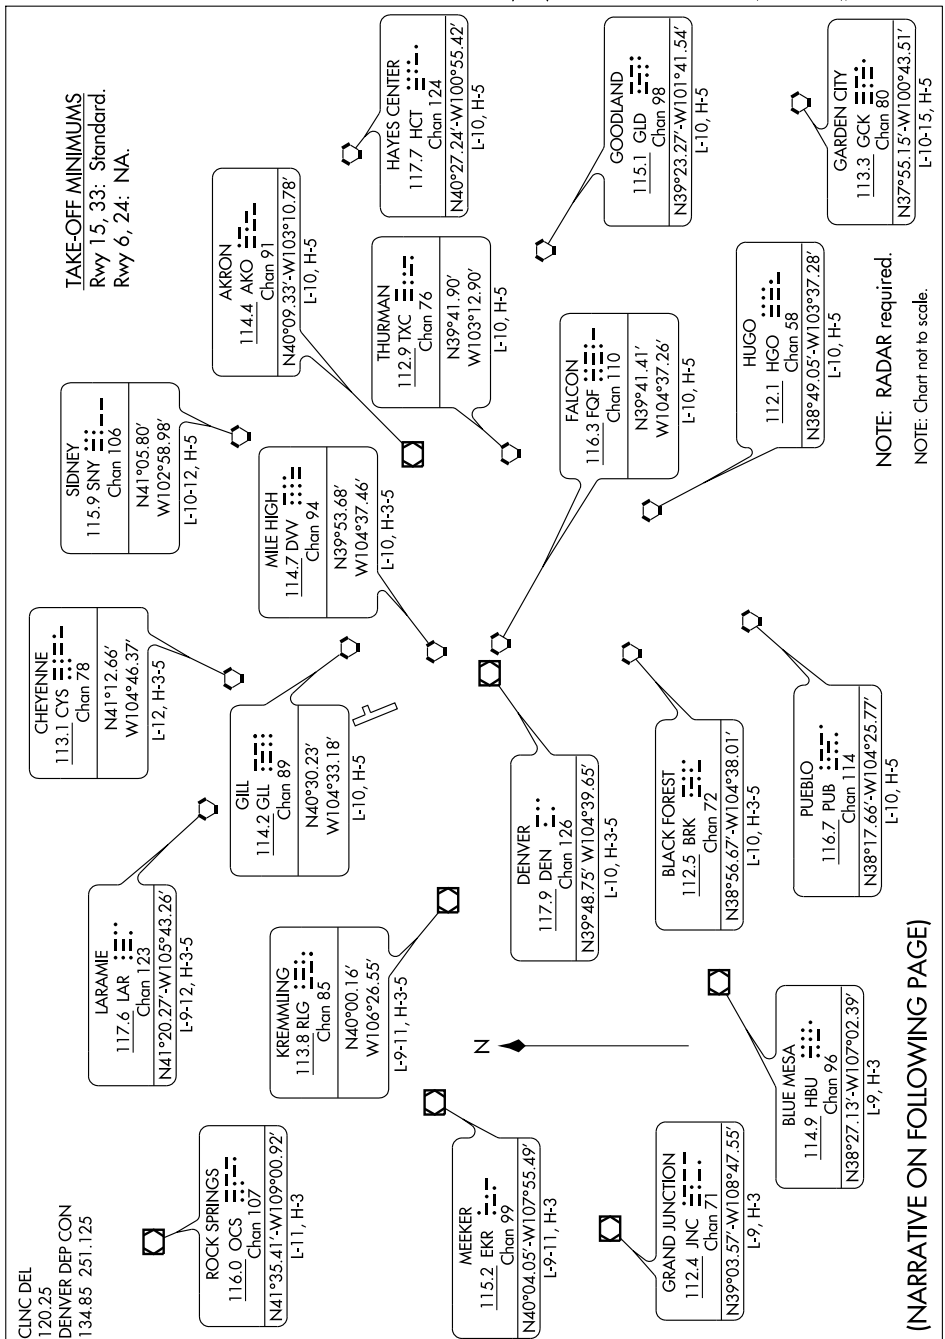 CLNC DEL
120.25
DENVER DEP CON
134.85 251.125
TAKE-OFF MINIMUMS
Rwy 15, 33: Standard.
Rwy 6, 24: NA.
ROCK SPRINGS
116.0 OCS
Chan 107
N41°35.41'-W109°00.92'
L-11, H-3
LARAMIE
117.6 LAR
Chan 123
N41°20.27'-W105°43.26'
L-9-12, H-3-5
CHEYENNE
113.1 CYS
Chan 78
N41°12.66'
W104°46.37'
L-12, H-3-5
SIDNEY
115.9 SNY
Chan 106
N41°05.80'
W102°58.98'
L-10-12, H-5
GILL
114.2 GLL
Chan 89
N40°30.23'
W104°33.18'
L-10, H-5
AKRON
114.4 AKO
Chan 91
N40°09.33'-W103°10.78'
L-10, H-5
HAYES CENTER
117.7 HCT
Chan 124
N40°27.24'-W100°55.42'
L-10, H-5
KREMMLING
113.8 RLG
Chan 85
N40°00.16'
W106°26.55'
L-9-11, H-3-5
MILE HIGH
114.7 DVV
Chan 94
N39°53.68'
W104°37.46'
L-10, H-3-5
THURMAN
112.9 TXC
Chan 76
N39°41.90'
W103°12.90'
L-10, H-5
MEEKER
115.2 EKR
Chan 99
N40°04.05'-W107°55.49'
L-9-11, H-3
N
DENVER
117.9 DEN
Chan 126
N39°48.75' W104°39.65'
L-10, H-3-5
FALCON
116.3 FQF
Chan 110
N39°41.41'
W104°37.26'
L-10, H-5
GOODLAND
115.1 GLD
Chan 98
N39°23.27'-W101°41.54'
L-10, H-5
GRAND JUNCTION
112.4 JNC
Chan 71
N39°03.57'-W108°47.55'
L-9, H-3
BLACK FOREST
112.5 BRK
Chan 72
N38°56.67'-W104°38.01'
L-10, H-3-5
HUGO
112.1 HGO
Chan 58
N38°49.05'-W103°37.28'
L-10, H-5
BLUE MESA
114.9 HBU
Chan 96
N38°27.13'-W107°02.39'
L-9, H-3
PUEBLO
116.7 PUB
Chan 114
N38°17.66'-W104°25.77'
L-10, H-5
GARDEN CITY
113.3 GCK
Chan 80
N37°55.15'-W100°43.51'
L-10-15, H-5
NOTE: RADAR required.
NOTE: Chart not to scale.
(NARRATIVE ON FOLLOWING PAGE)